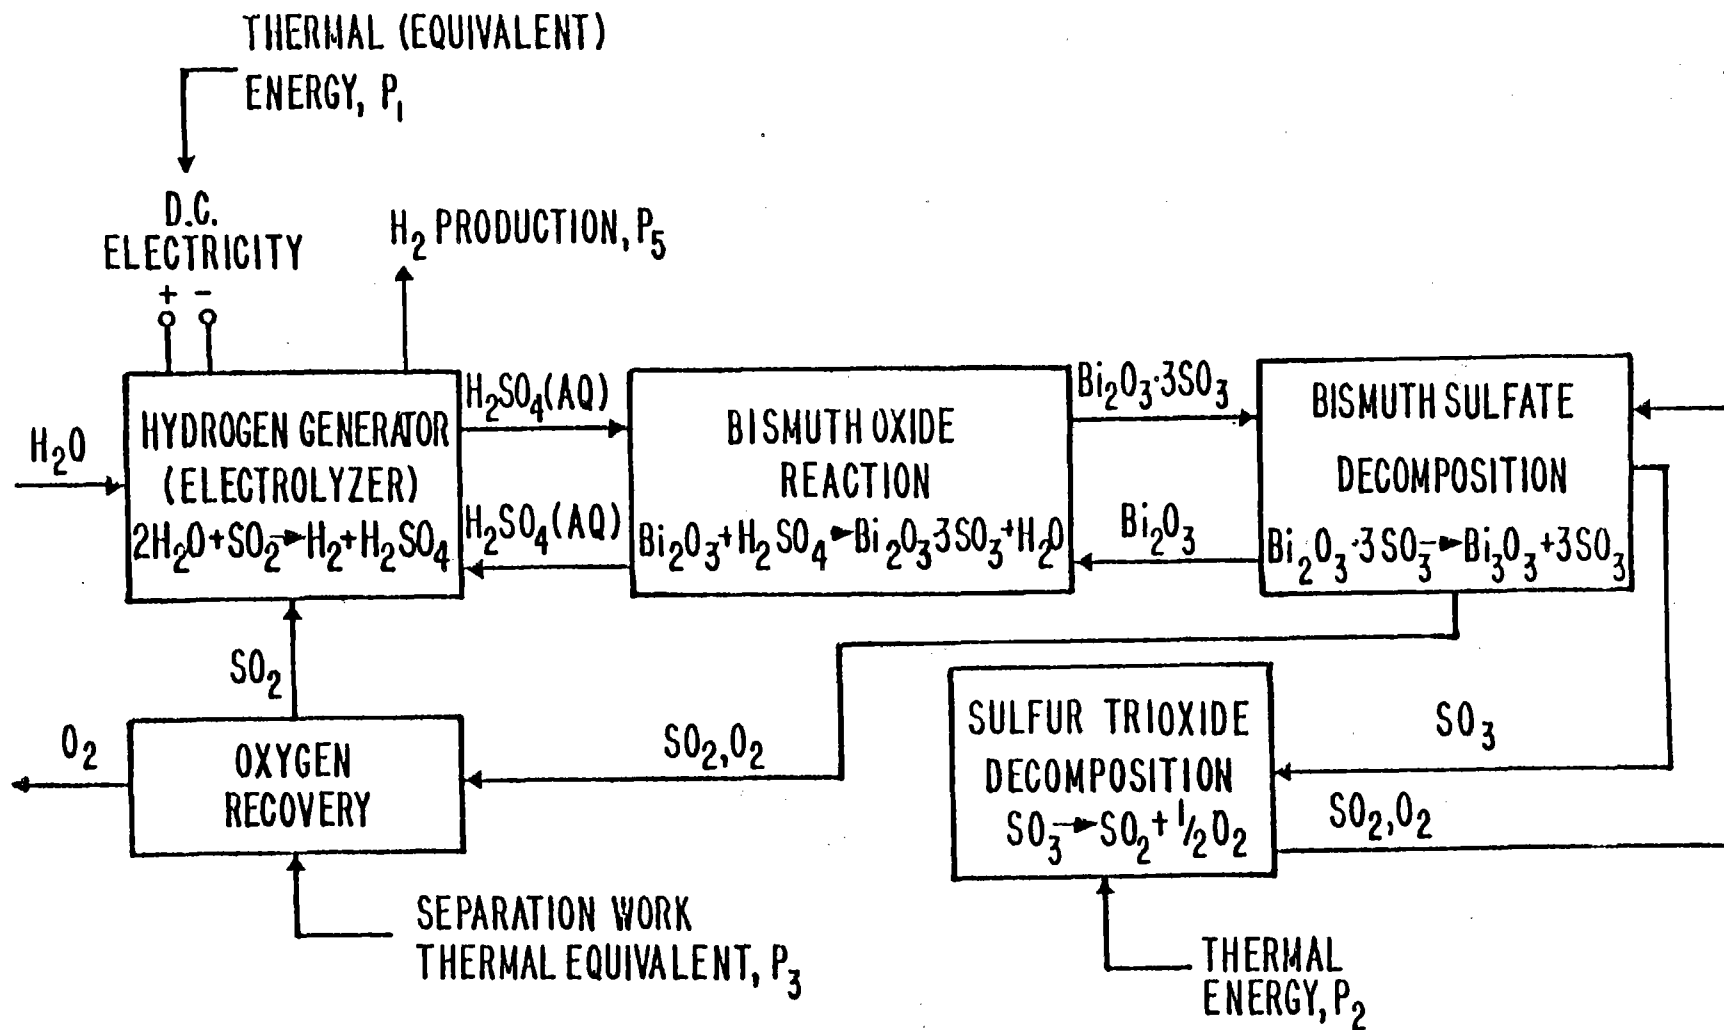 THERMAL (EQUIVALENT)
ENERGY, P₁
D.C.
ELECTRICITY
+ -
H₂ PRODUCTION, P₅
H₂O
HYDROGEN GENERATOR
(ELECTROLYZER)
2H₂O+SO₂→H₂+H₂SO₄
H₂SO₄(AQ)
H₂SO₄(AQ)
BISMUTH OXIDE
REACTION
Bi₂O₃+H₂SO₄→Bi₂O₃·3SO₃+H₂O
Bi₂O₃·3SO₃
Bi₂O₃
BISMUTH SULFATE
DECOMPOSITION
Bi₂O₃·3SO₃→Bi₃O₃+3SO₃
SO₂
O₂
OXYGEN
RECOVERY
SO₂,O₂
SULFUR TRIOXIDE
DECOMPOSITION
SO₃→SO₂+½O₂
SO₃
SO₂,O₂
SEPARATION WORK
THERMAL EQUIVALENT, P₃
THERMAL
ENERGY, P₂